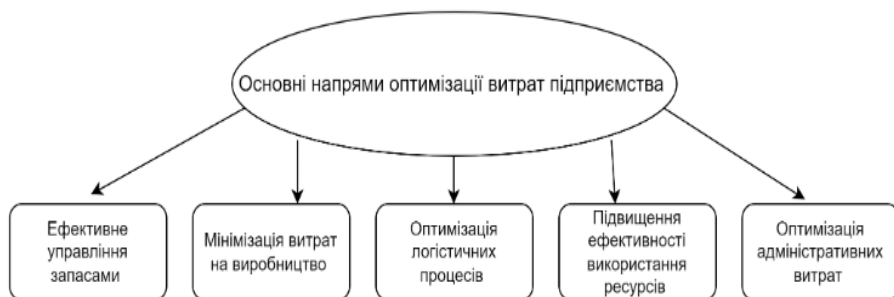 Основні напрями оптимізації витрат підприємства
Ефективне
управління
запасами
Мінімізація витрат
на виробництво
Оптимізація
логістичних
процесів
Підвищення
ефективності
використання
ресурсів
Оптимізація
адміністративних
витрат